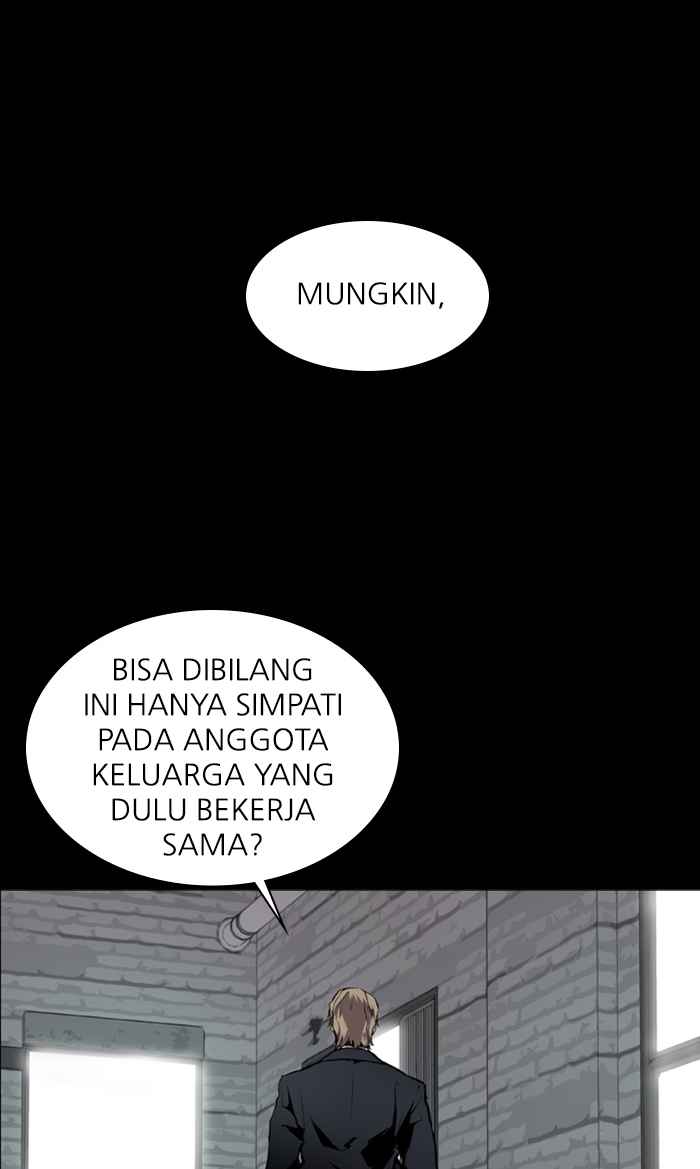 MUNGKIN,
BISA DIBILANG
INI HANYA SIMPATI
PADA ANGGOTA
KELUARGA YANG
DULU BEKERJA
SAMA?